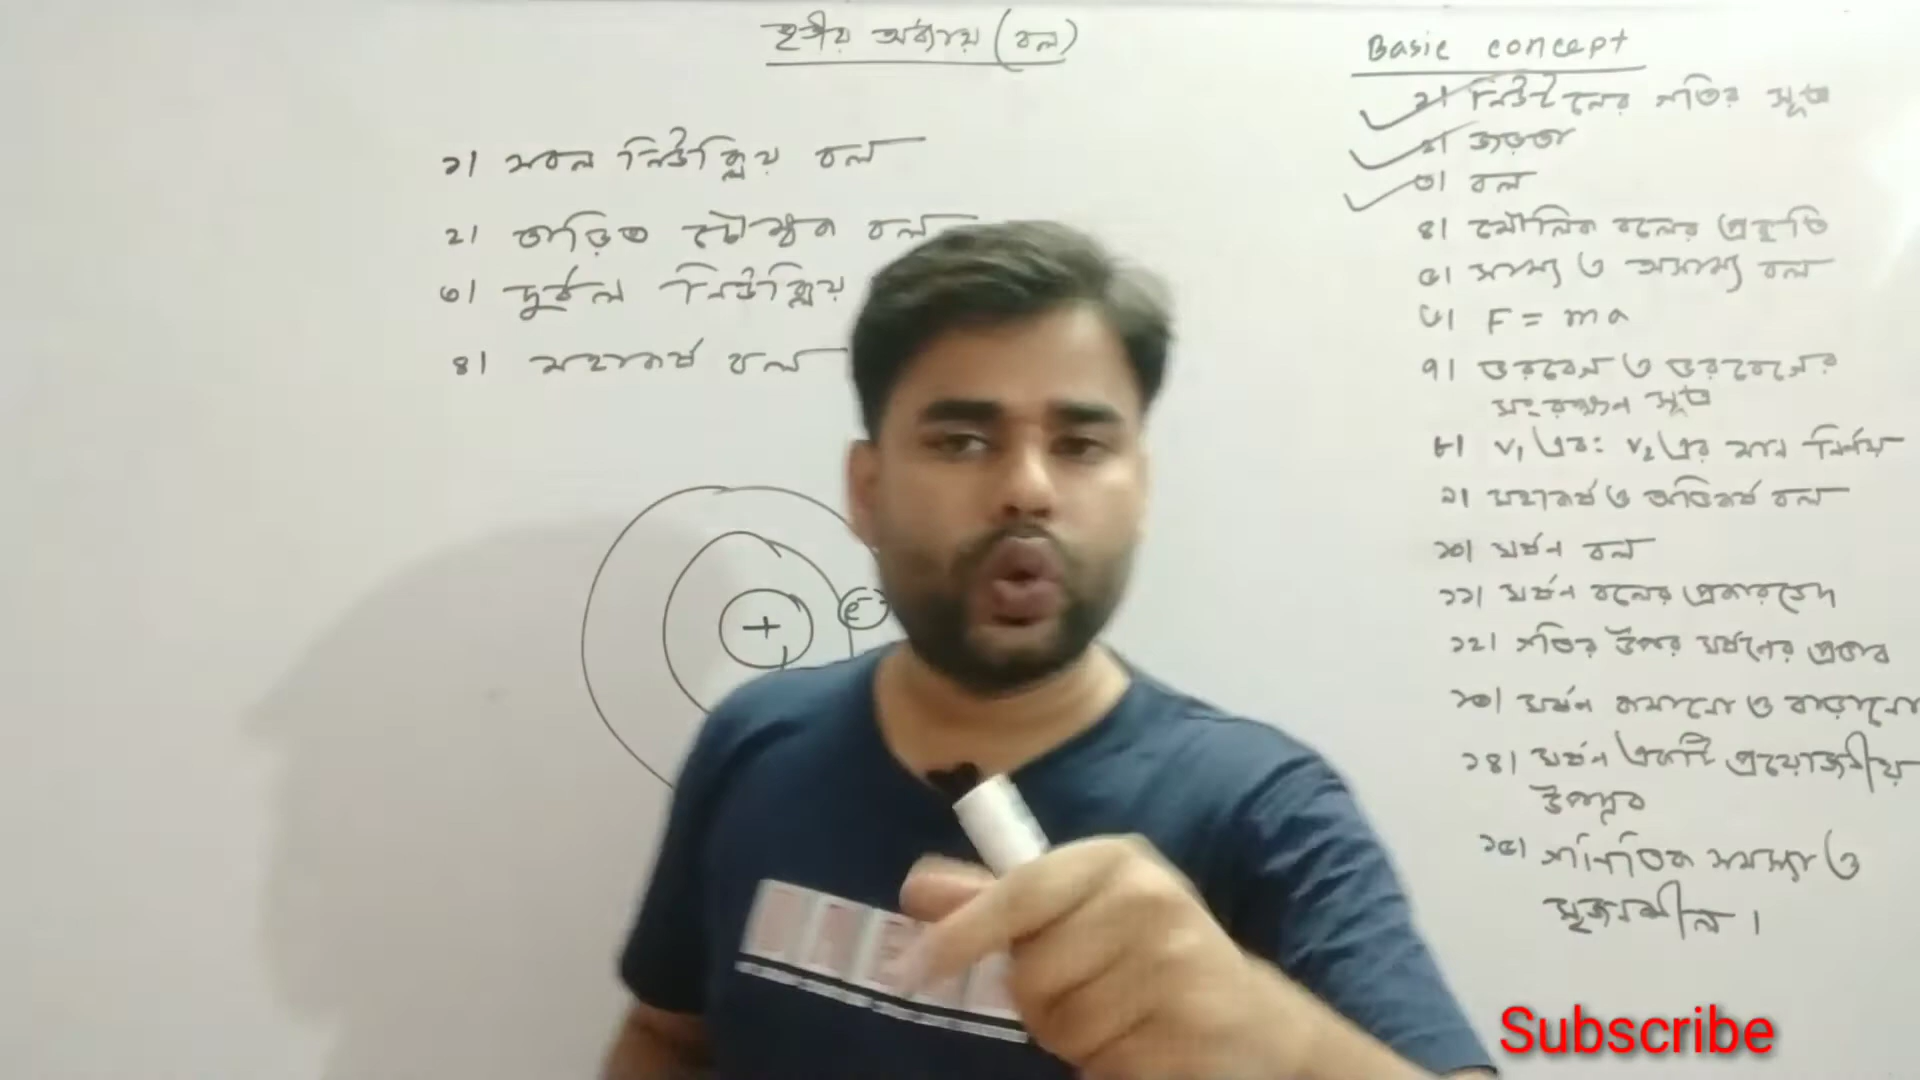 তৃতীয় অধ্যায় (বল)
১। সবল নিউক্লিয় বল
২। তাড়িত চৌম্বক বল
৩। দুর্বল নিউক্লিয়
৪। মহাকর্ষ বল
+
e⁻
Basic concept
১। নিউটনের গতির সূত্র
২। জড়তা
৩। বল
৪। মৌলিক বলের প্রকৃতি
৫। সাম্য ও অসাম্য বল
৬। F = ma
৭। ভরবেগ ও ভরবেগের
সংরক্ষণ সূত্র
৮। v₁ এবং v₂ এর মান নির্ণয়
৯। মহাকর্ষ ও অভিকর্ষ বল
১০। ঘর্ষণ বল
১১। ঘর্ষণ বলের প্রকারভেদ
১২। গতির উপর ঘর্ষণের প্রভাব
১৩। ঘর্ষণ কমানো ও বাড়ানো
১৪। ঘর্ষণ একটি প্রয়োজনীয়
উপদ্রব
১৫। গাণিতিক সমস্যা ও
সৃজনশীল।
Subscribe